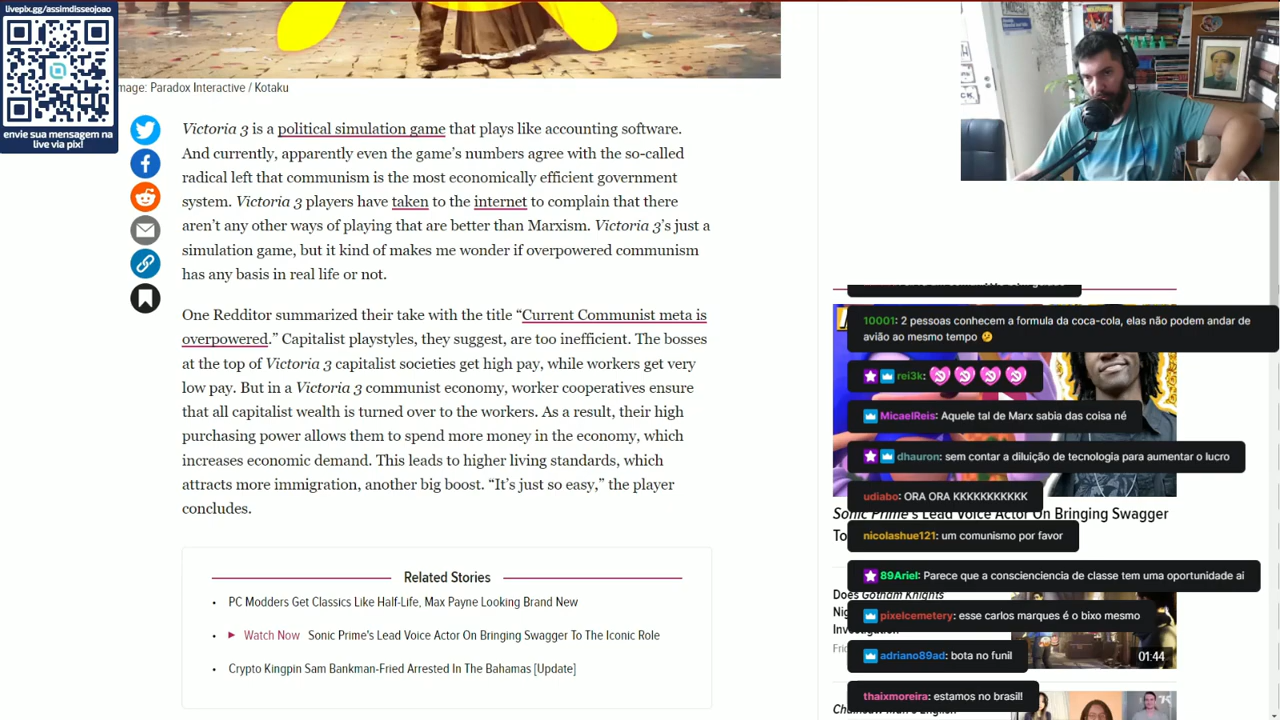 livepix.gg/assimdisseojoao
envie sua mensagem na
live via pix!
mage: Paradox Interactive / Kotaku
Victoria 3 is a political simulation game that plays like accounting software.
And currently, apparently even the game's numbers agree with the so-called
radical left that communism is the most economically efficient government
system. Victoria 3 players have taken to the internet to complain that there
aren't any other ways of playing that are better than Marxism. Victoria 3's just a
simulation game, but it kind of makes me wonder if overpowered communism
has any basis in real life or not.
One Redditor summarized their take with the title “Current Communist meta is
overpowered.” Capitalist playstyles, they suggest, are too inefficient. The bosses
at the top of Victoria 3 capitalist societies get high pay, while workers get very
low pay. But in a Victoria 3 communist economy, worker cooperatives ensure
that all capitalist wealth is turned over to the workers. As a result, their high
purchasing power allows them to spend more money in the economy, which
increases economic demand. This leads to higher living standards, which
attracts more immigration, another big boost. “It's just so easy,” the player
concludes.
Related Stories
• PC Modders Get Classics Like Half-Life, Max Payne Looking Brand New
• Watch Now Sonic Prime's Lead Voice Actor On Bringing Swagger To The Iconic Role
• Crypto Kingpin Sam Bankman-Fried Arrested In The Bahamas [Update]
10001: 2 pessoas conhecem a formula da coca-cola, elas não podem andar de
avião ao mesmo tempo
rei3k:
MicaelReis: Aquele tal de Marx sabia das coisa né
dhauron: sem contar a diluição de tecnologia para aumentar o lucro
udiabo: ORA ORA KKKKKKKKKKK
Sonic Prime's Lead Voice Actor On Bringing Swagger
To
nicolashue121: um comunismo por favor
89Ariel: Parece que a conscienciencia de classe tem uma oportunidade ai
Does Gotham Knights
pixelcemetery: esse carlos marques é o bixo mesmo
adriano89ad: bota no funil
01:44
thaixmoreira: estamos no brasil!